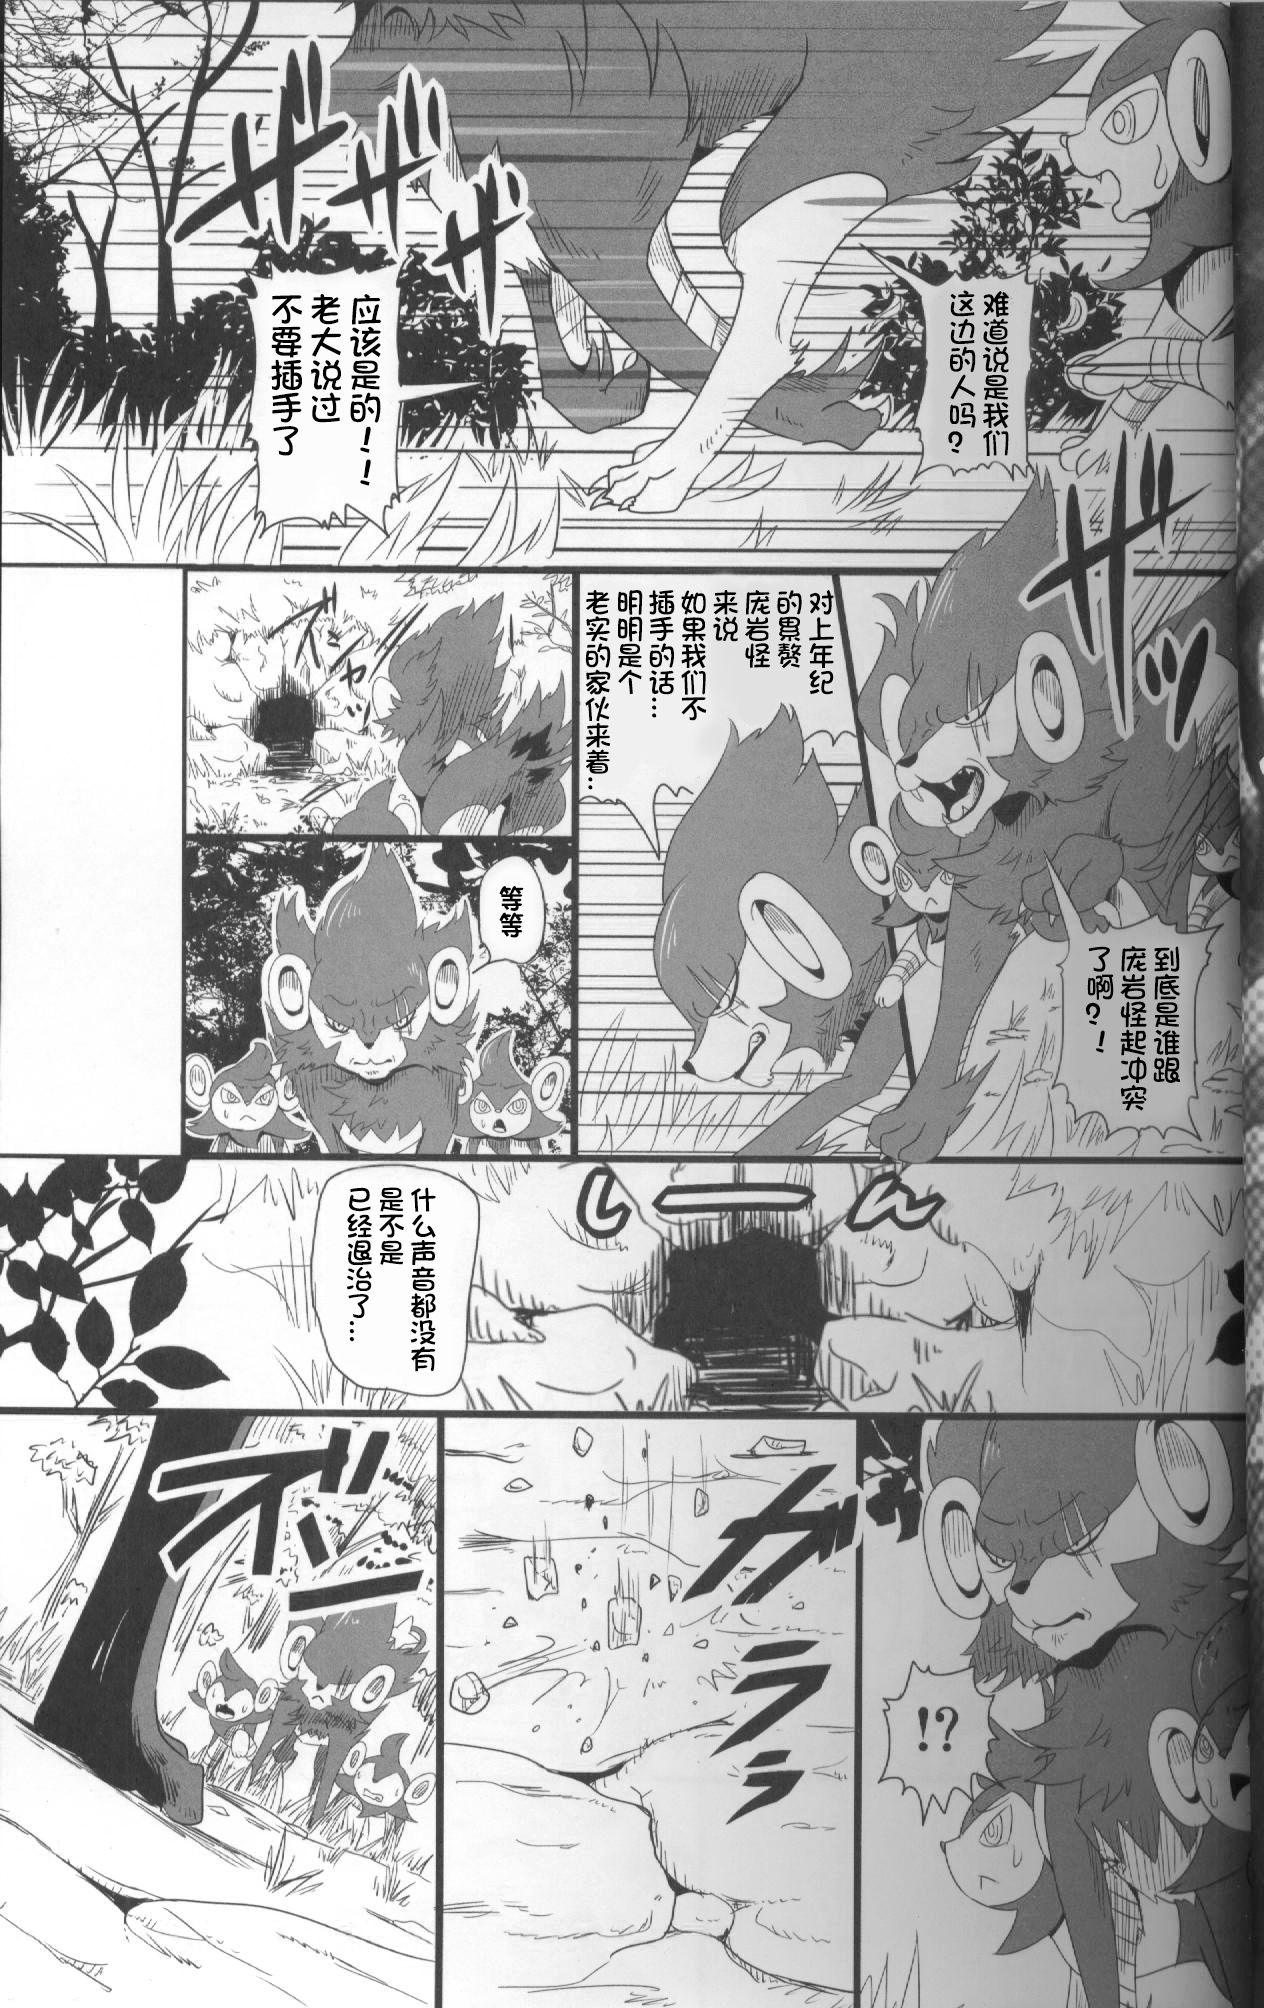 难道说是我们
这边的人吗?
ザ
ザ
ザ
应该是的!!
老大说过
不要插手了
ザッ
到底是谁跟
庞岩怪起冲突
了啊?!
对上年纪
的累赘
庞岩怪
来说
如果我们不
插手的话…
明明是个
老实的家伙来着…
ズザ
等等
しーん
什么声音都没有
是不是
已经退治了…
!?
ガラ
ズー